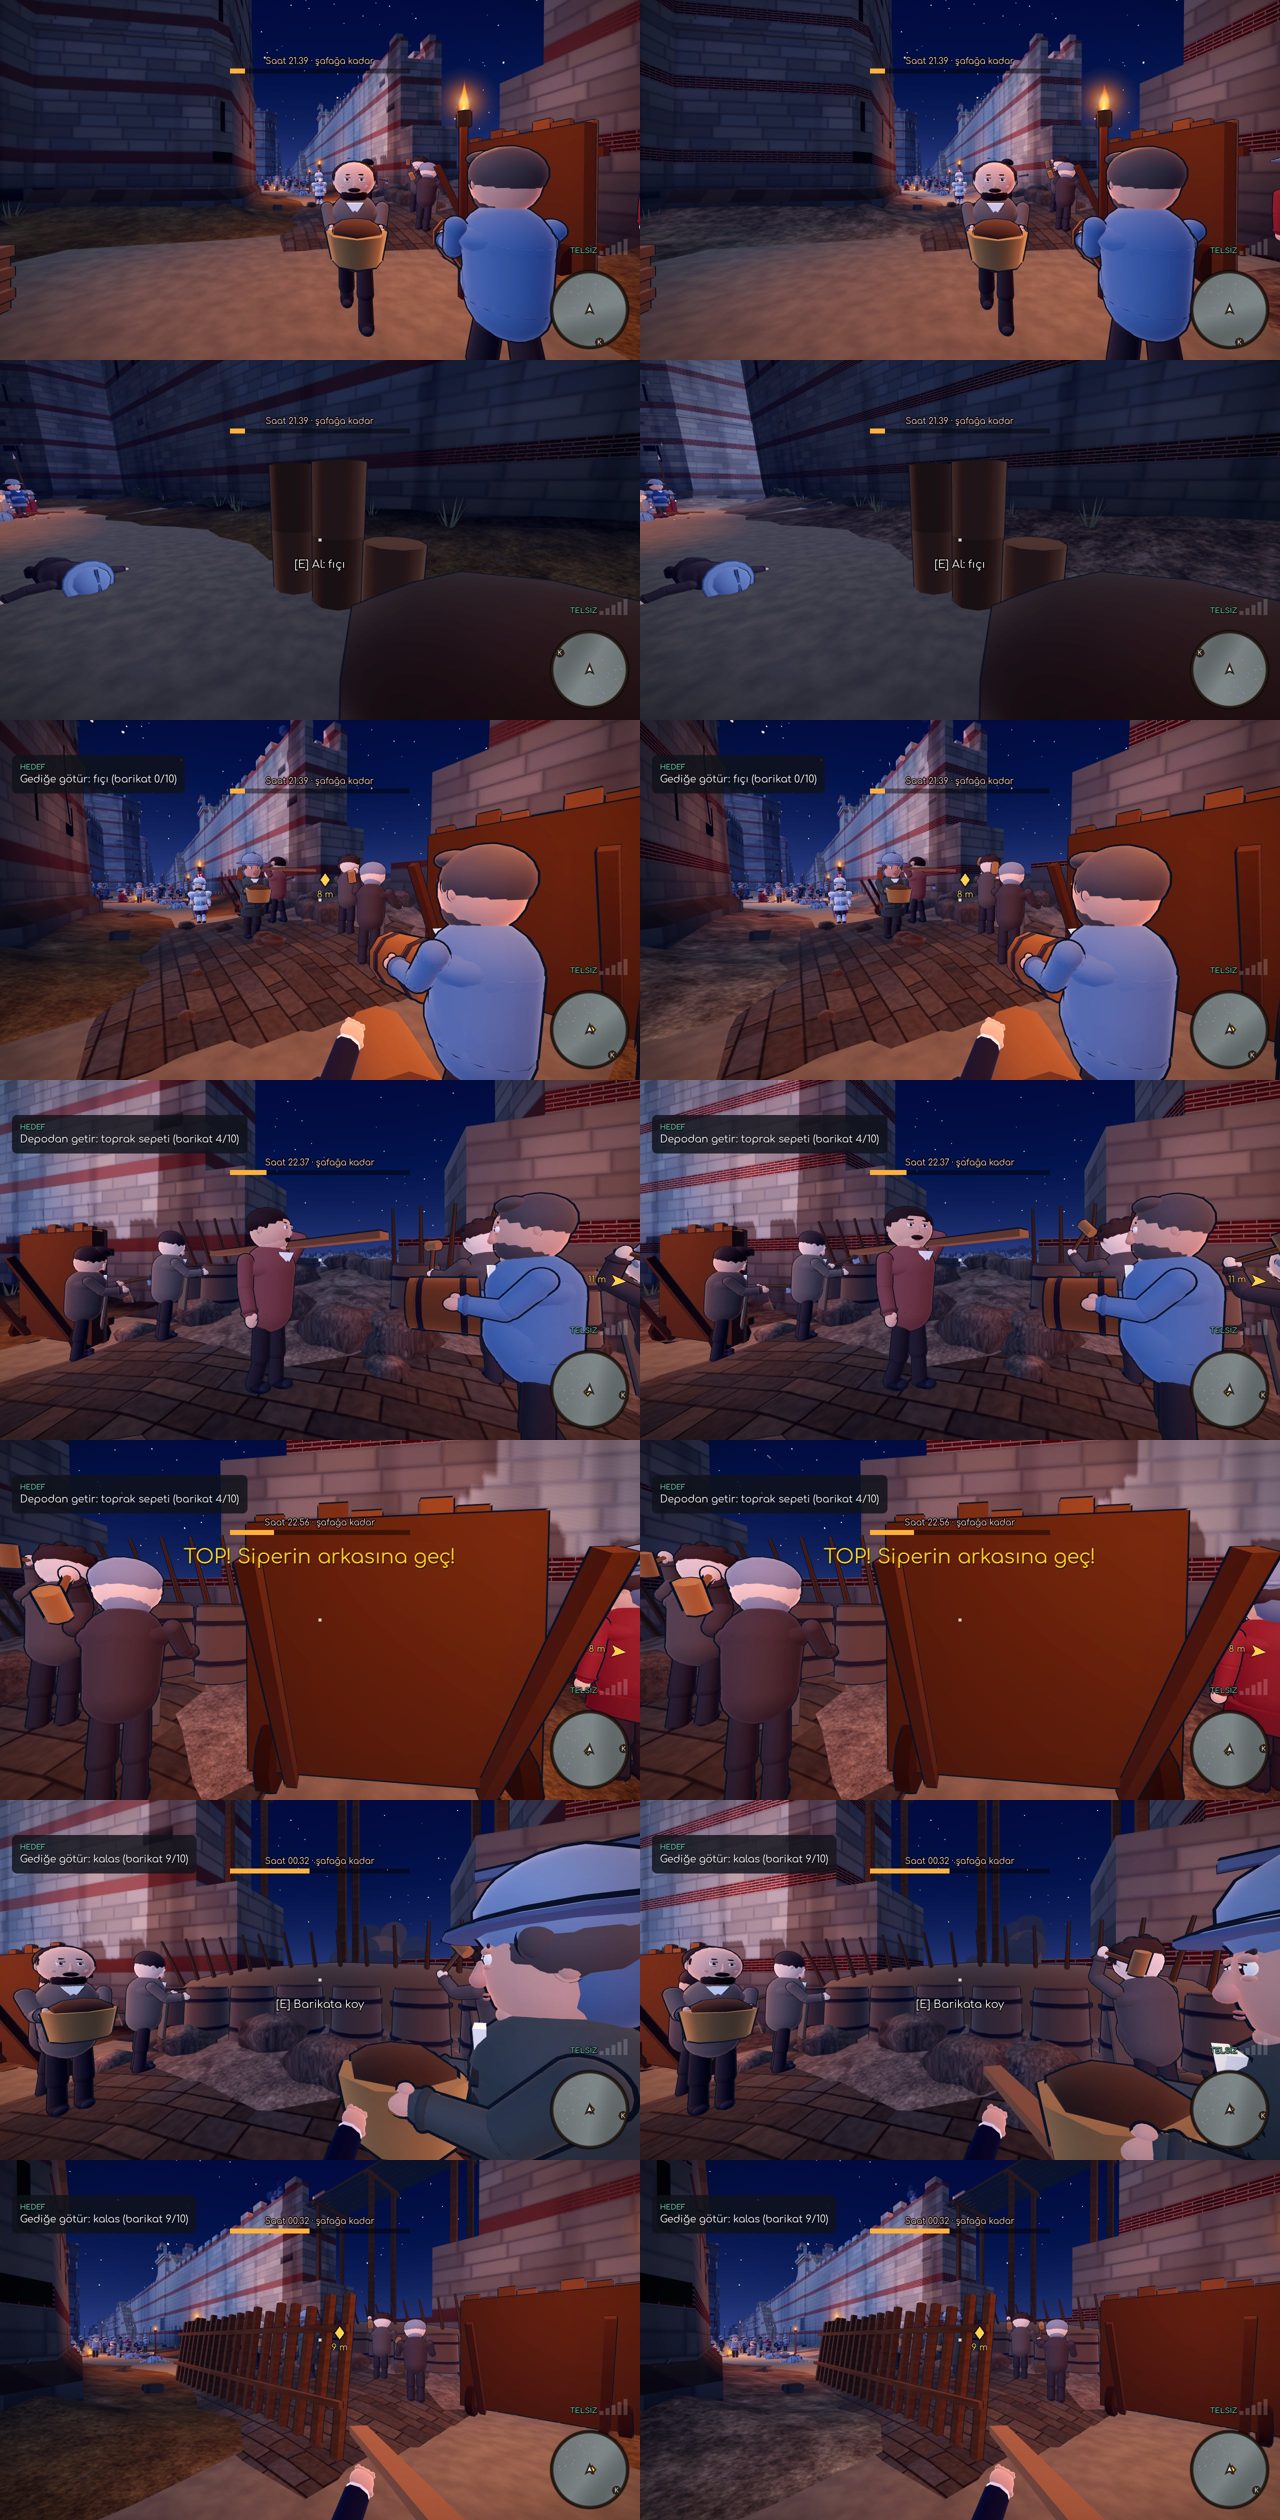 Saat 21.39 · şafağa kadar
TELSİZ
K
Saat 21.39 · şafağa kadar
TELSİZ
K
Saat 21.39 · şafağa kadar
[E] Al: fıçı
TELSİZ
K
Saat 21.39 · şafağa kadar
[E] Al: fıçı
TELSİZ
K
HEDEF
Gediğe götür: fıçı (barikat 0/10)
Saat 21.39 · şafağa kadar
8 m
TELSİZ
K
HEDEF
Gediğe götür: fıçı (barikat 0/10)
Saat 21.39 · şafağa kadar
8 m
TELSİZ
K
HEDEF
Depodan getir: toprak sepeti (barikat 4/10)
Saat 22.37 · şafağa kadar
11 m
TELSİZ
K
HEDEF
Depodan getir: toprak sepeti (barikat 4/10)
Saat 22.37 · şafağa kadar
11 m
TELSİZ
K
HEDEF
Depodan getir: toprak sepeti (barikat 4/10)
Saat 22.56 · şafağa kadar
TOP! Siperin arkasına geç!
8 m
TELSİZ
K
HEDEF
Depodan getir: toprak sepeti (barikat 4/10)
Saat 22.56 · şafağa kadar
TOP! Siperin arkasına geç!
8 m
TELSİZ
K
HEDEF
Gediğe götür: kalas (barikat 9/10)
Saat 00.32 · şafağa kadar
[E] Barikata koy
TELSİZ
K
HEDEF
Gediğe götür: kalas (barikat 9/10)
Saat 00.32 · şafağa kadar
[E] Barikata koy
TELSİZ
K
HEDEF
Gediğe götür: kalas (barikat 9/10)
Saat 00.32 · şafağa kadar
9 m
TELSİZ
K
HEDEF
Gediğe götür: kalas (barikat 9/10)
Saat 00.32 · şafağa kadar
9 m
TELSİZ
K